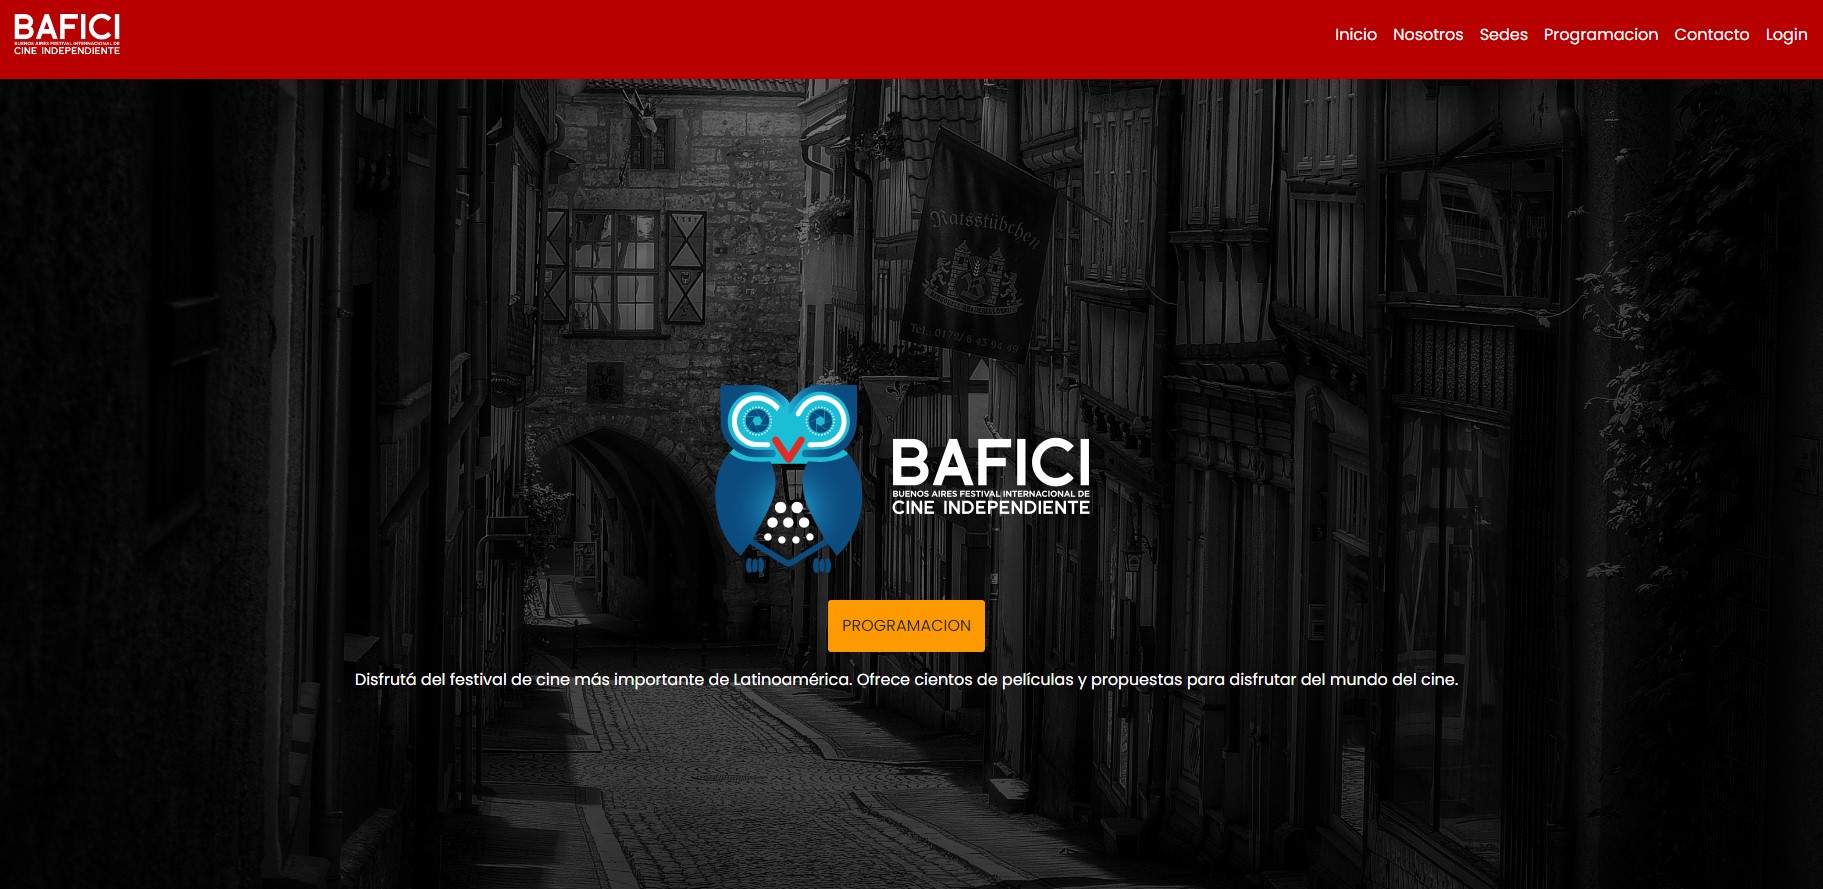 BAFICI
BUENOS AIRES FESTIVAL INTERNACIONAL DE
CINE INDEPENDIENTE
Inicio Nosotros Sedes Programacion Contacto Login
Ratsstübchen
Tel.: 0179/ 6 43 94 49
BAFICI
BUENOS AIRES FESTIVAL INTERNACIONAL DE
CINE INDEPENDIENTE
PROGRAMACION
Disfrutá del festival de cine más importante de Latinoamérica. Ofrece cientos de películas y propuestas para disfrutar del mundo del cine.